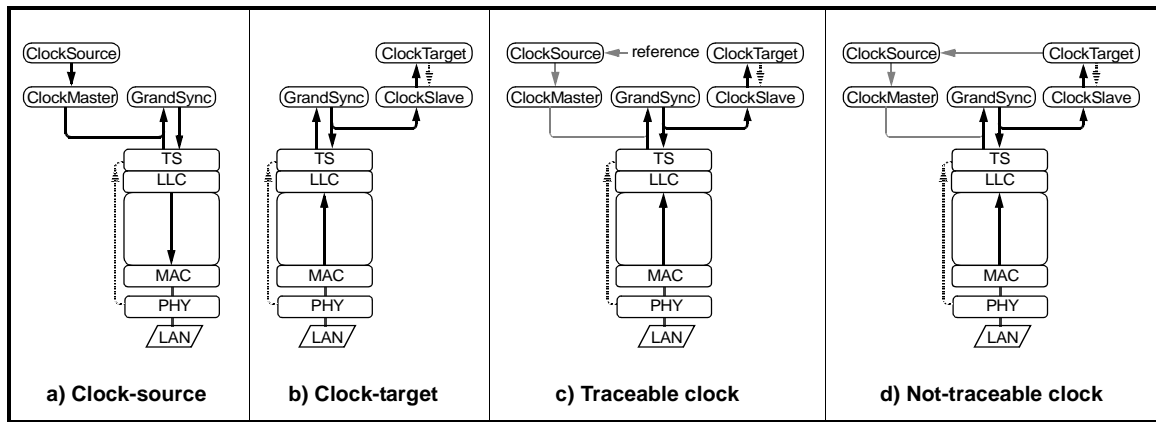 ClockSource
ClockMaster GrandSync
TS
LLC
MAC
PHY
LAN
a) Clock-source
ClockTarget
GrandSync ClockSlave
TS
LLC
MAC
PHY
LAN
b) Clock-target
ClockSource reference ClockTarget
ClockMaster GrandSync ClockSlave
TS
LLC
MAC
PHY
LAN
c) Traceable clock
ClockSource ClockTarget
ClockMaster GrandSync ClockSlave
TS
LLC
MAC
PHY
LAN
d) Not-traceable clock